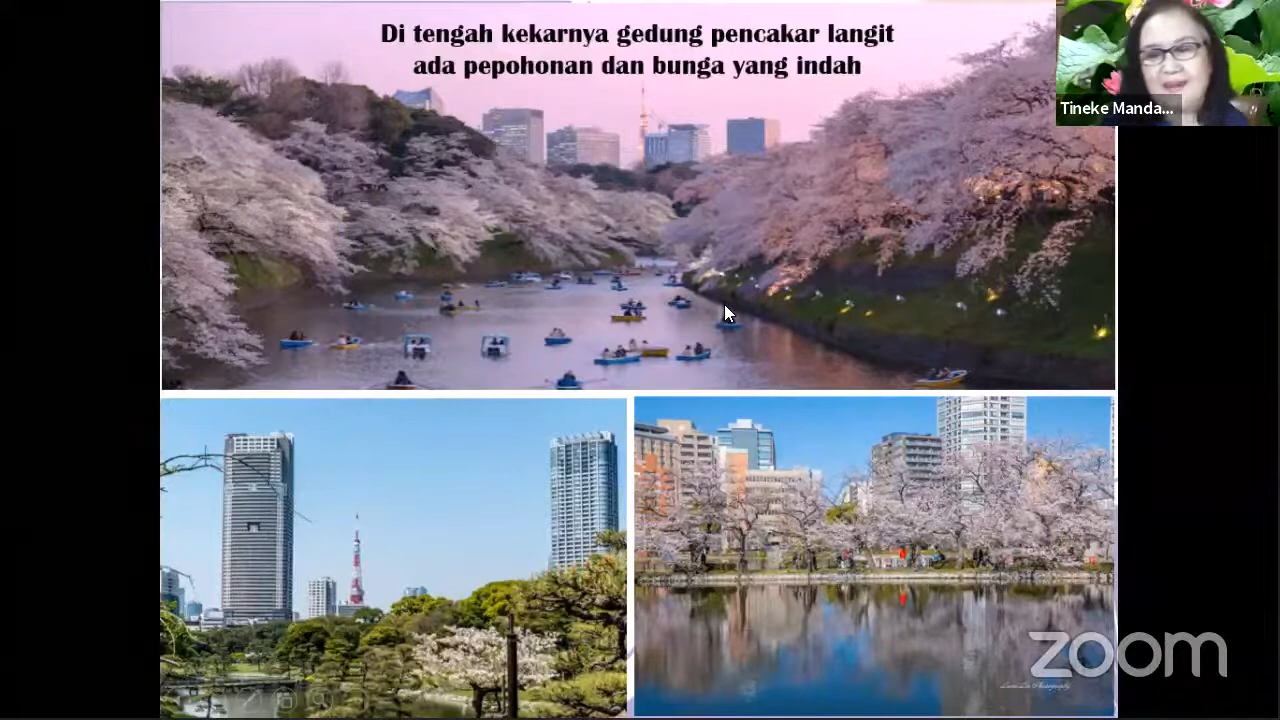 Di tengah kekarnya gedung pencakar langit
ada pepohonan dan bunga yang indah
Tineke Manda...
zoom